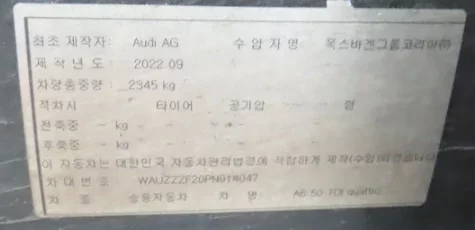 최초 제작자: Audi AG 수 입 자 명: 폭스바겐그룹코리아㈜
제 작 년 도 : 2022 09
차량총중량 : 2345 kg
적차시 타이어 공기압
전축중 - kg
후축중 - kg
이 자동차는 대한민국 자동차관리법령에 적합하게 제작(수입)되었습니다
차 대 번 호 WAUZZZF20PN014047
차 종 승용자동차 차 명: A6 50 TDI quattro